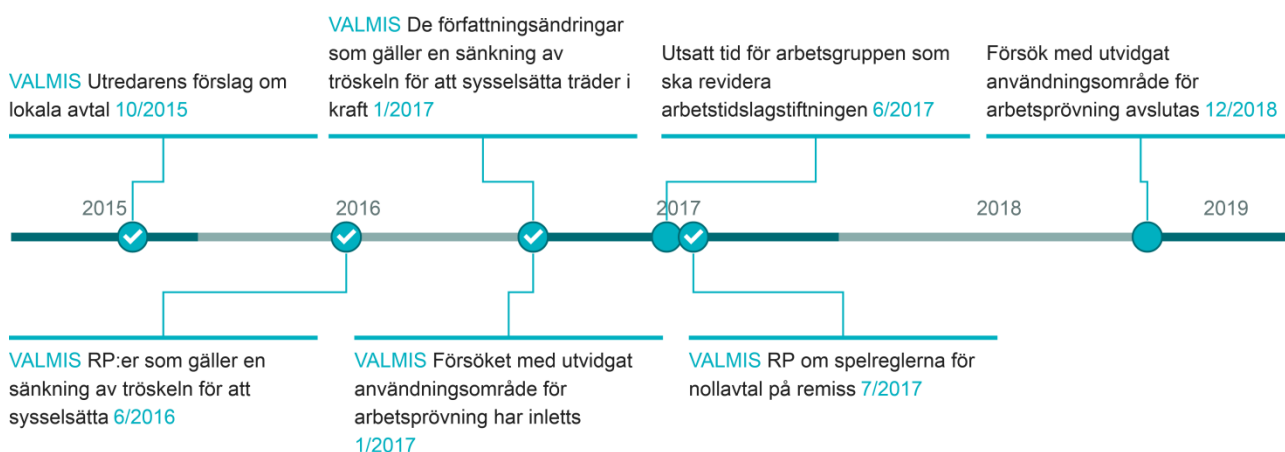 VALMIS Utredarens förslag om
lokala avtal 10/2015
VALMIS De författningsändringar
som gäller en sänkning av
tröskeln för att sysselsätta träder i
kraft 1/2017
Utsatt tid för arbetsgruppen som
ska revidera
arbetstidslagstiftningen 6/2017
Försök med utvidgat
användningsområde för
arbetsprövning avslutas 12/2018
2015
2016
2017
2018
2019
VALMIS RP:er som gäller en
sänkning av tröskeln för att
sysselsätta 6/2016
VALMIS Försöket med utvidgat
användningsområde för
arbetsprövning har inletts
1/2017
VALMIS RP om spelreglerna för
nollavtal på remiss 7/2017